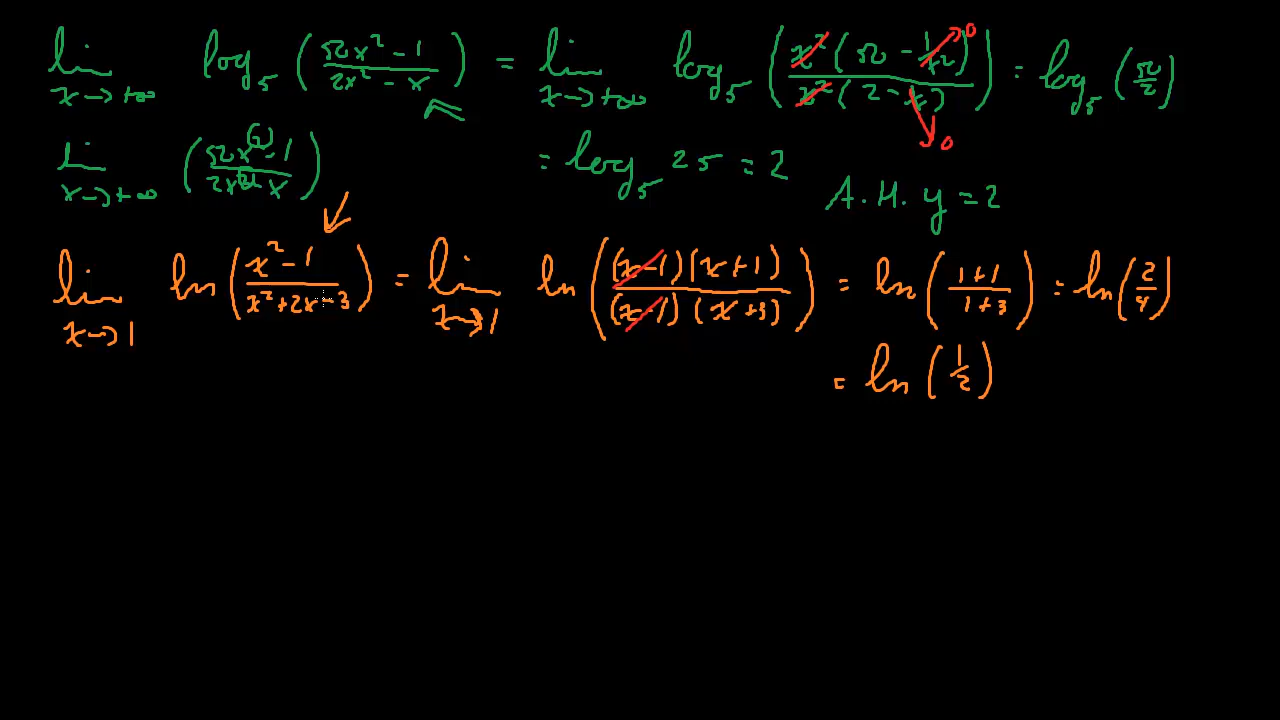 lim x→+∞ log₅ ((50x² - 1)/(2x² - x)) = lim x→+∞ log₅ ((x²(50 - 1/x²)→0)/(x²(2 - 1/x)→0)) = log₅ (50/2)
lim x→+∞ ((50x² - 1)/(2x² - x)) = log₅ 25 = 2 A.H. y = 2
lim x→1 ln ((x² - 1)/(x² + 2x - 3)) = lim x→1 ln (((x-1)(x+1))/((x-1)(x+3))) = ln ((1+1)/(1+3)) = ln (2/4)
= ln (1/2)